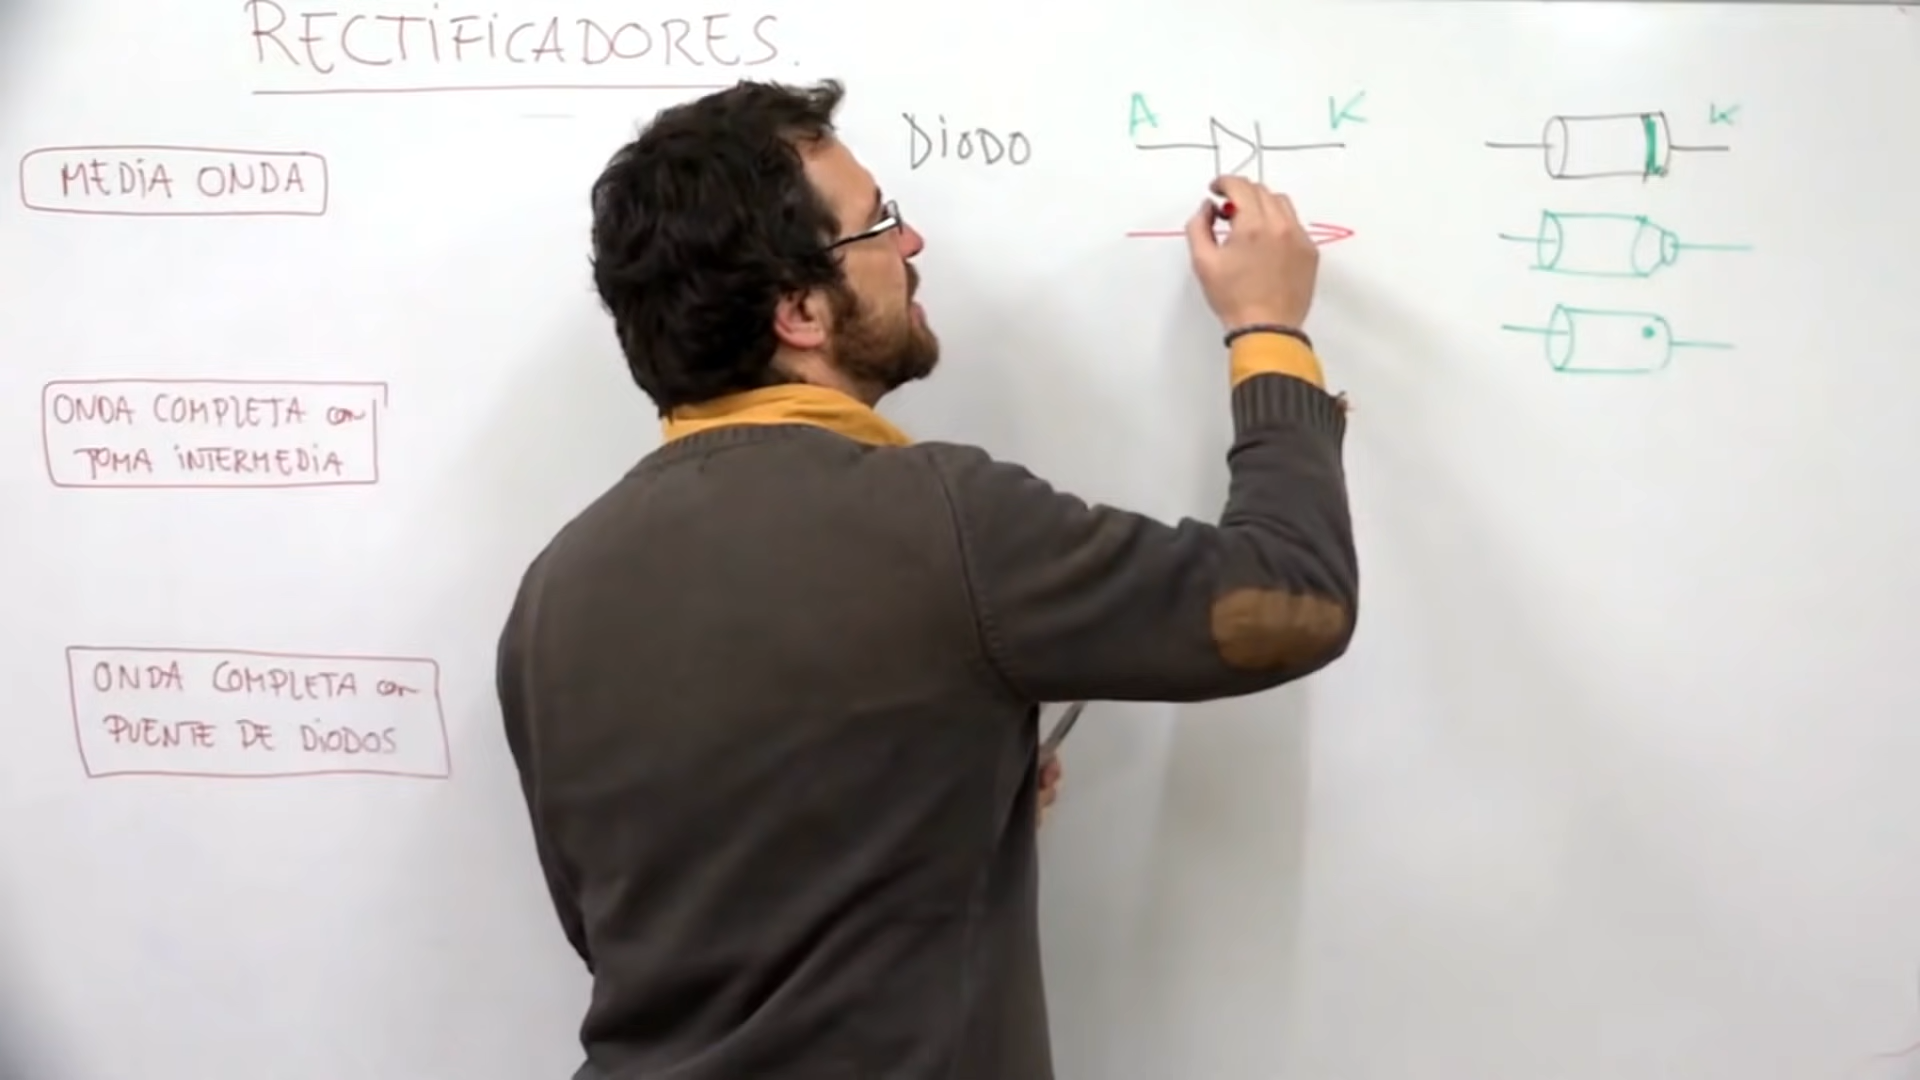 RECTIFICADORES.
MEDIA ONDA
DIODO
A
K
K
ONDA COMPLETA con
TOMA INTERMEDIA
ONDA COMPLETA con
PUENTE DE DIODOS